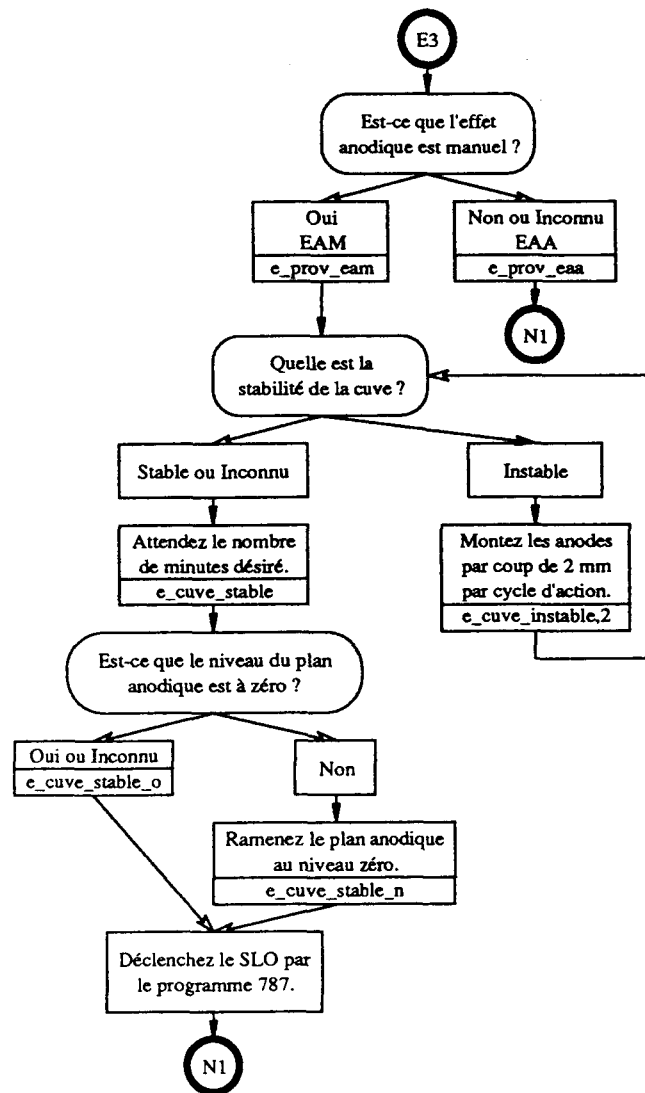 E3
Est-ce que l'effet
anodique est manuel ?
Oui
EAM
e_prov_eam
Non ou Inconnu
EAA
e_prov_eaa
N1
Quelle est la
stabilité de la cuve ?
Stable ou Inconnu
Instable
Attendez le nombre
de minutes désiré.
e_cuve_stable
Montez les anodes
par coup de 2 mm
par cycle d'action.
e_cuve_instable,2
Est-ce que le niveau du plan
anodique est à zéro ?
Oui ou Inconnu
e_cuve_stable_o
Non
Ramenez le plan anodique
au niveau zéro.
e_cuve_stable_n
Déclenchez le SLO par
le programme 787.
N1